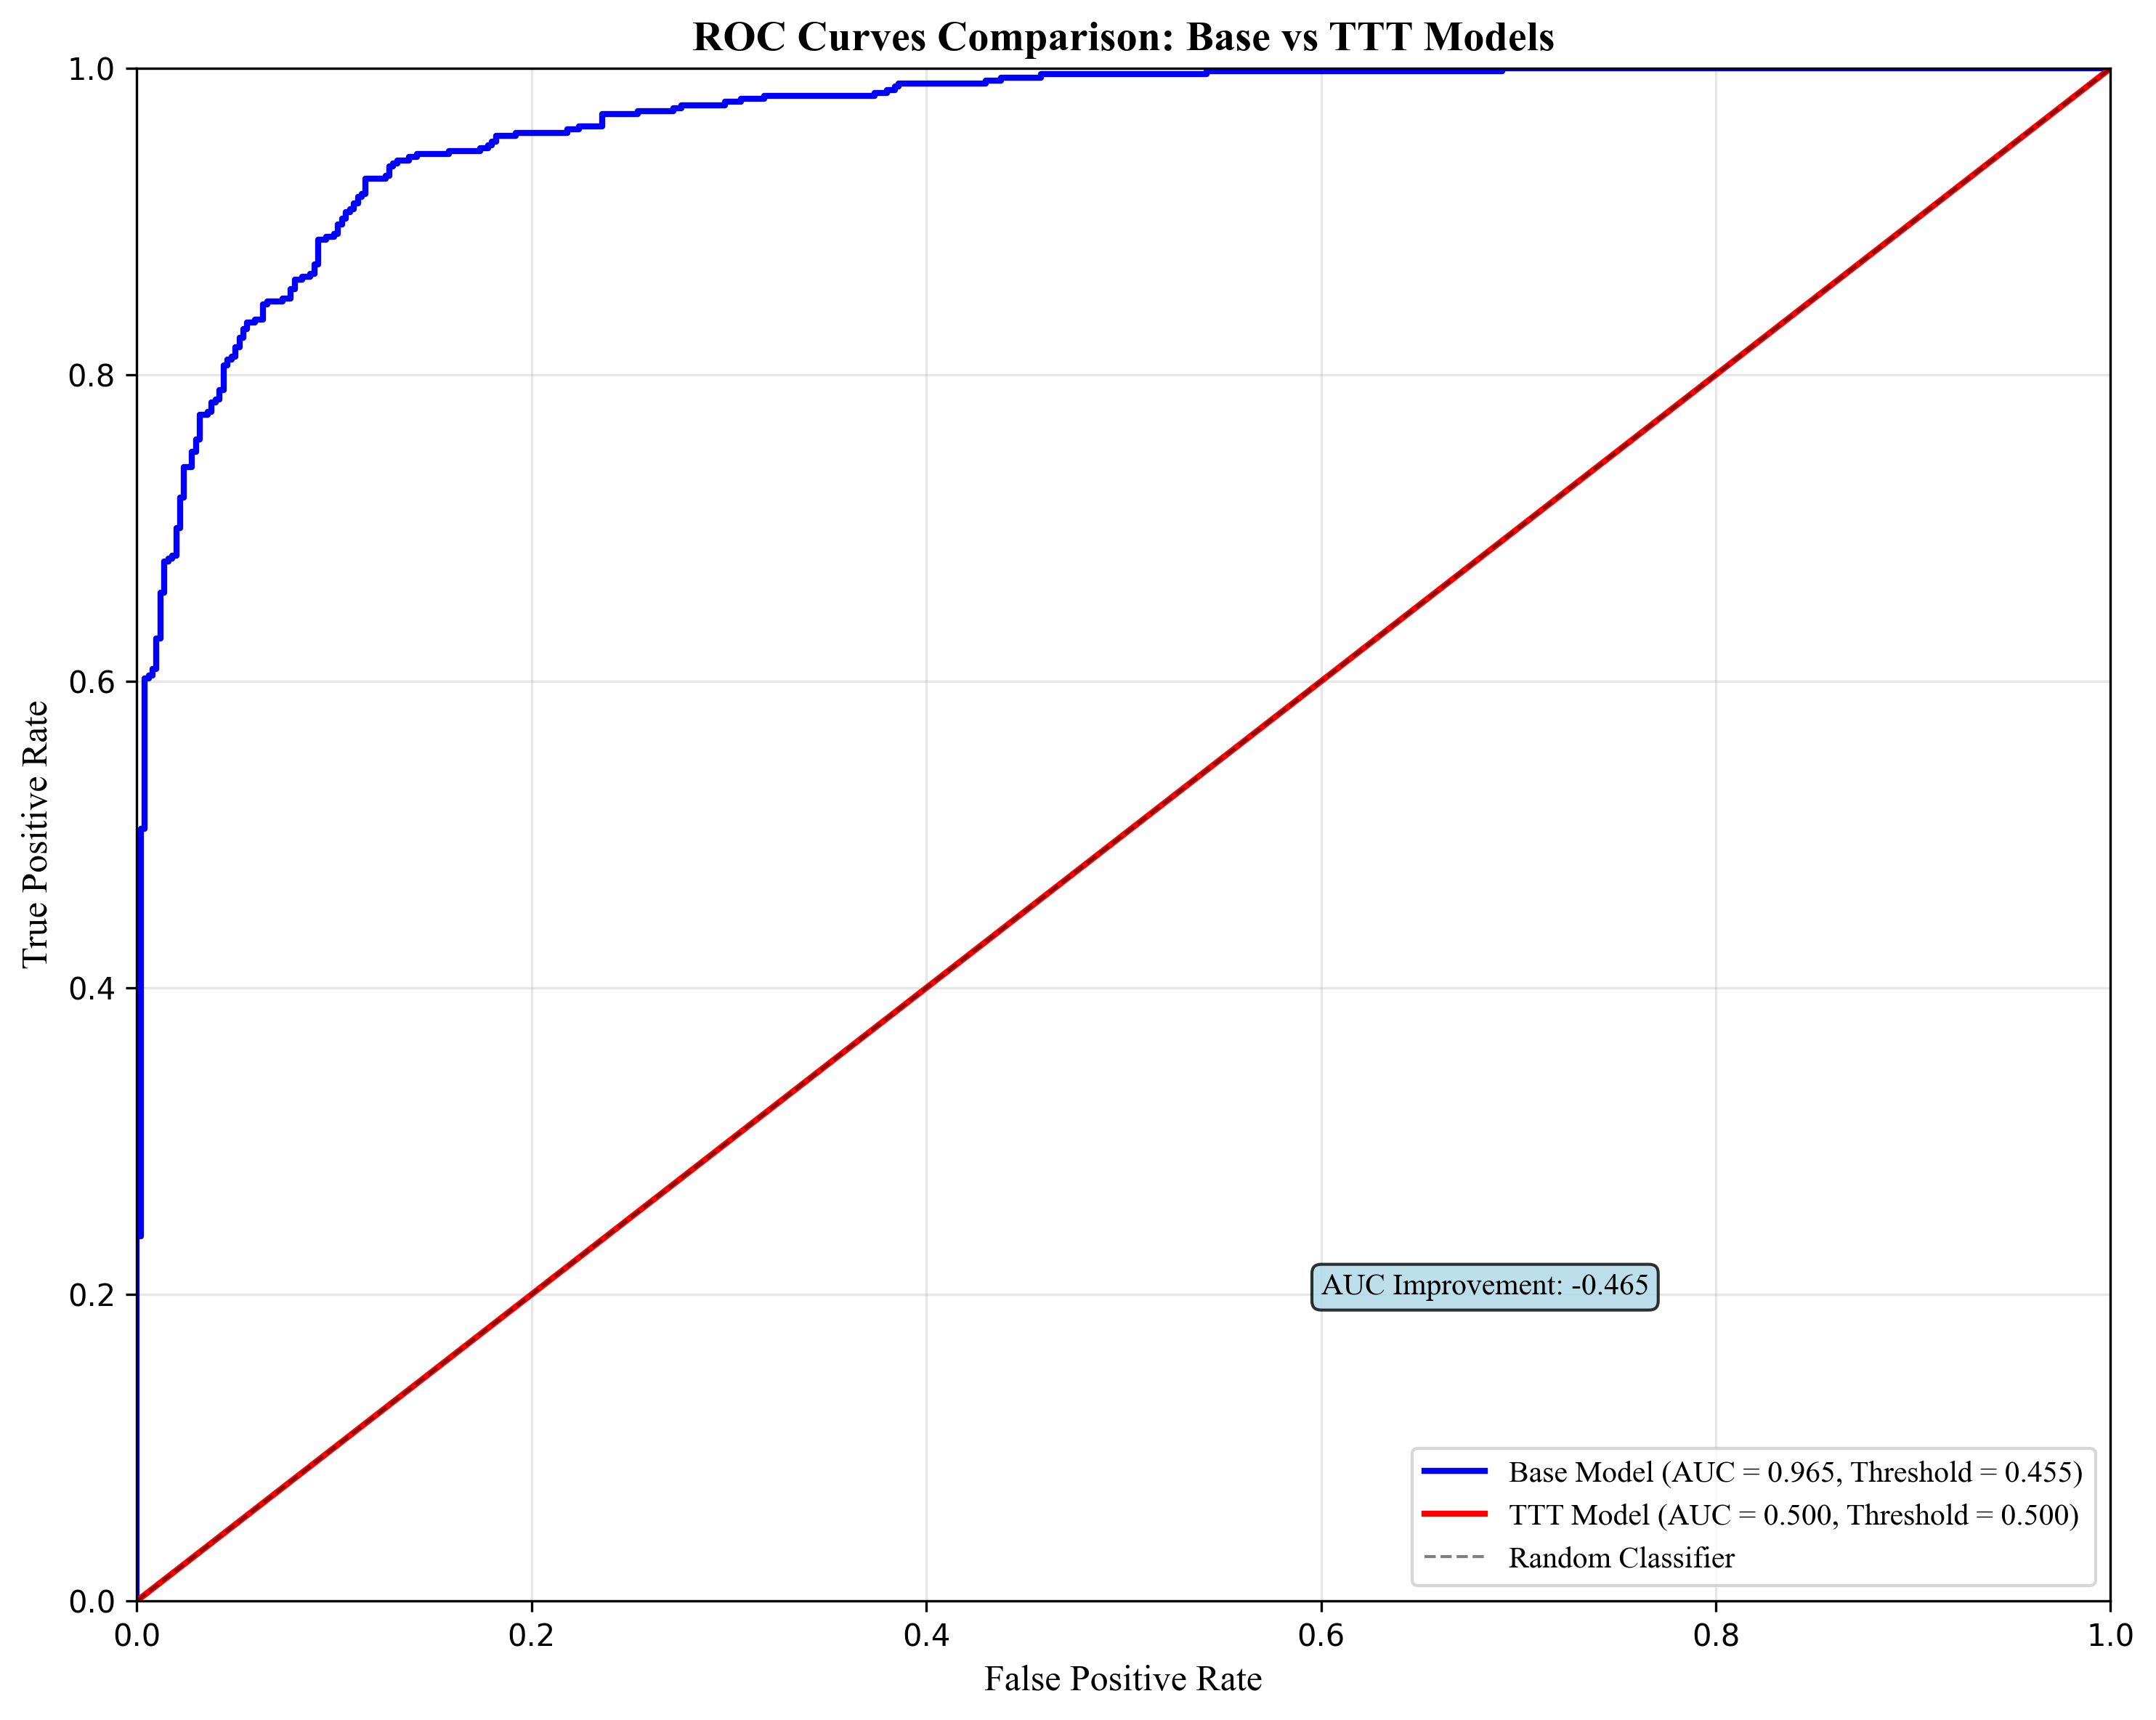 ROC Curves Comparison: Base vs TTT Models
1.0
0.8
0.6
0.4
0.2
0.0
True Positive Rate
AUC Improvement: -0.465
Base Model (AUC = 0.965, Threshold = 0.455)
TTT Model (AUC = 0.500, Threshold = 0.500)
Random Classifier
0.0 0.2 0.4 0.6 0.8 1.0
False Positive Rate